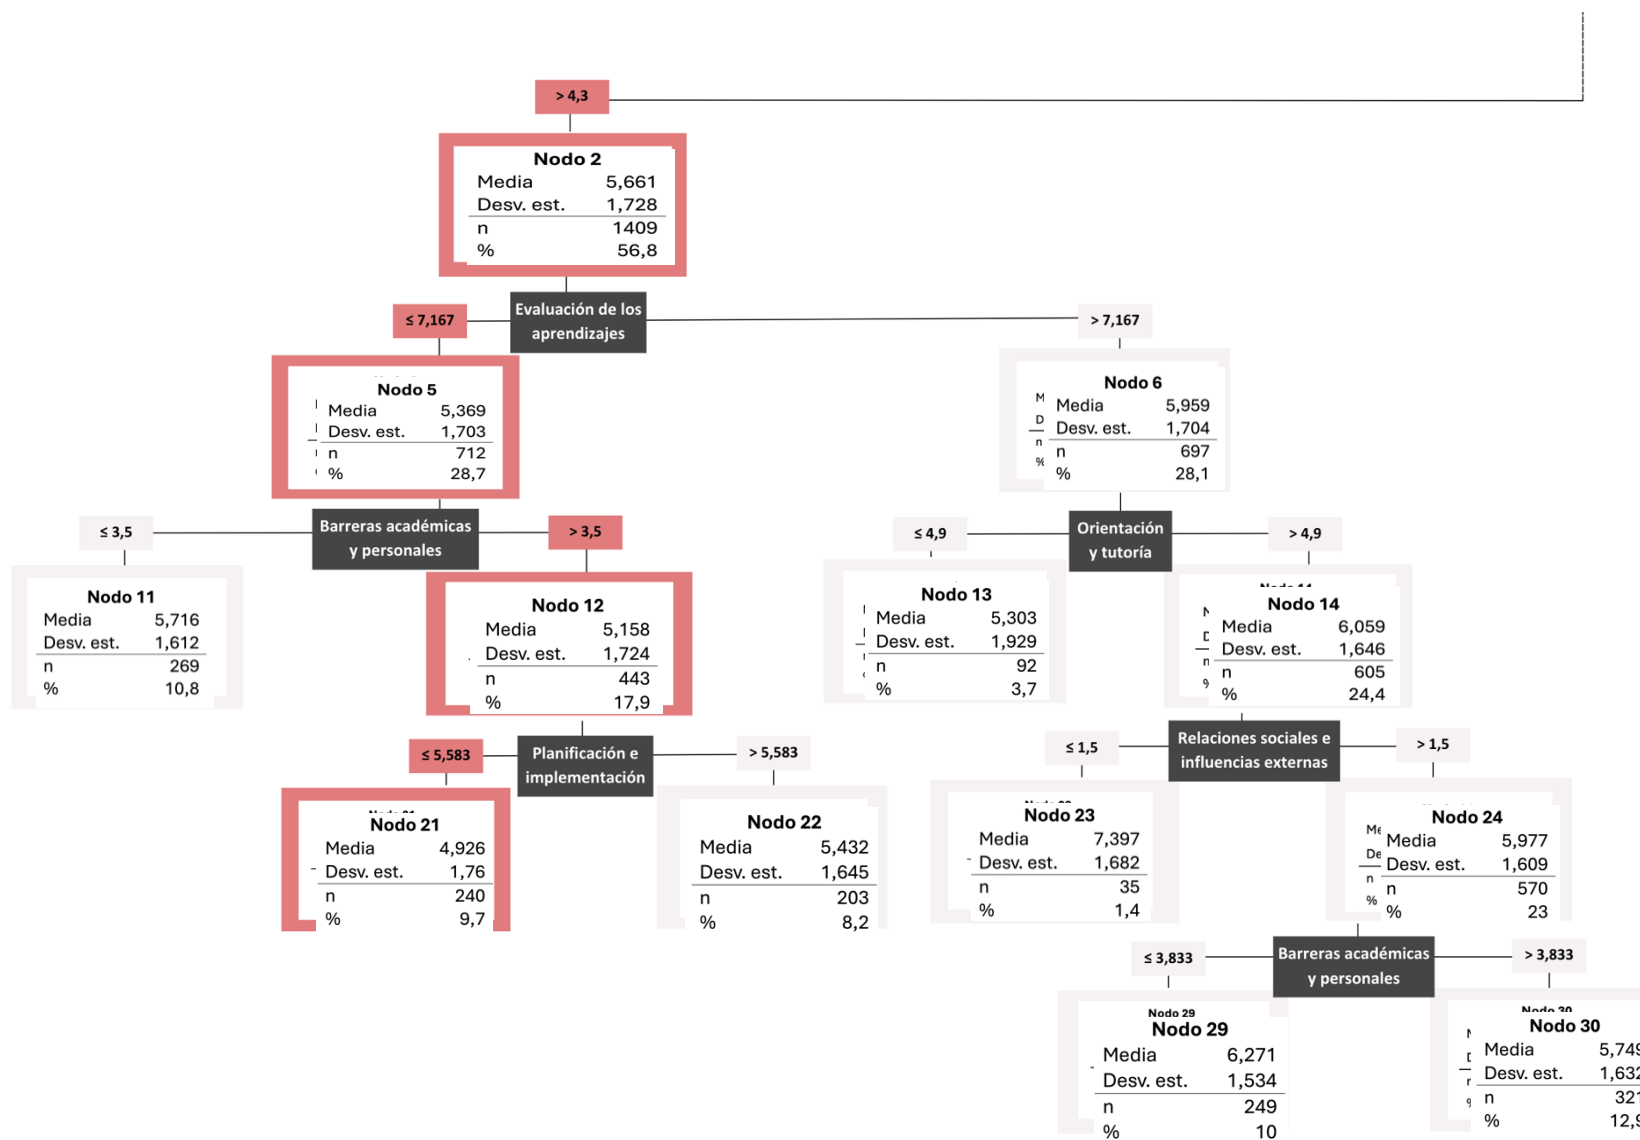 > 4,3
Nodo 2
Media 5,661
Desv. est. 1,728
n 1409
% 56,8
Evaluación de los
aprendizajes
≤ 7,167
> 7,167
Nodo 5
Media 5,369
Desv. est. 1,703
n 712
% 28,7
Nodo 6
Media 5,959
Desv. est. 1,704
n 697
% 28,1
Barreras académicas
y personales
≤ 3,5
> 3,5
Orientación
y tutoría
≤ 4,9
> 4,9
Nodo 11
Media 5,716
Desv. est. 1,612
n 269
% 10,8
Nodo 12
Media 5,158
Desv. est. 1,724
n 443
% 17,9
Nodo 13
Media 5,303
Desv. est. 1,929
n 92
% 3,7
Nodo 14
Media 6,059
Desv. est. 1,646
n 605
% 24,4
Planificación e
implementación
≤ 5,583
> 5,583
Relaciones sociales e
influencias externas
≤ 1,5
> 1,5
Nodo 21
Media 4,926
Desv. est. 1,76
n 240
% 9,7
Nodo 22
Media 5,432
Desv. est. 1,645
n 203
% 8,2
Nodo 23
Media 7,397
Desv. est. 1,682
n 35
% 1,4
Nodo 24
Media 5,977
Desv. est. 1,609
n 570
% 23
Barreras académicas
y personales
≤ 3,833
> 3,833
Nodo 29
Nodo 29
Media 6,271
Desv. est. 1,534
n 249
% 10
Nodo 30
Media 5,749
Desv. est. 1,632
n 321
% 12,9